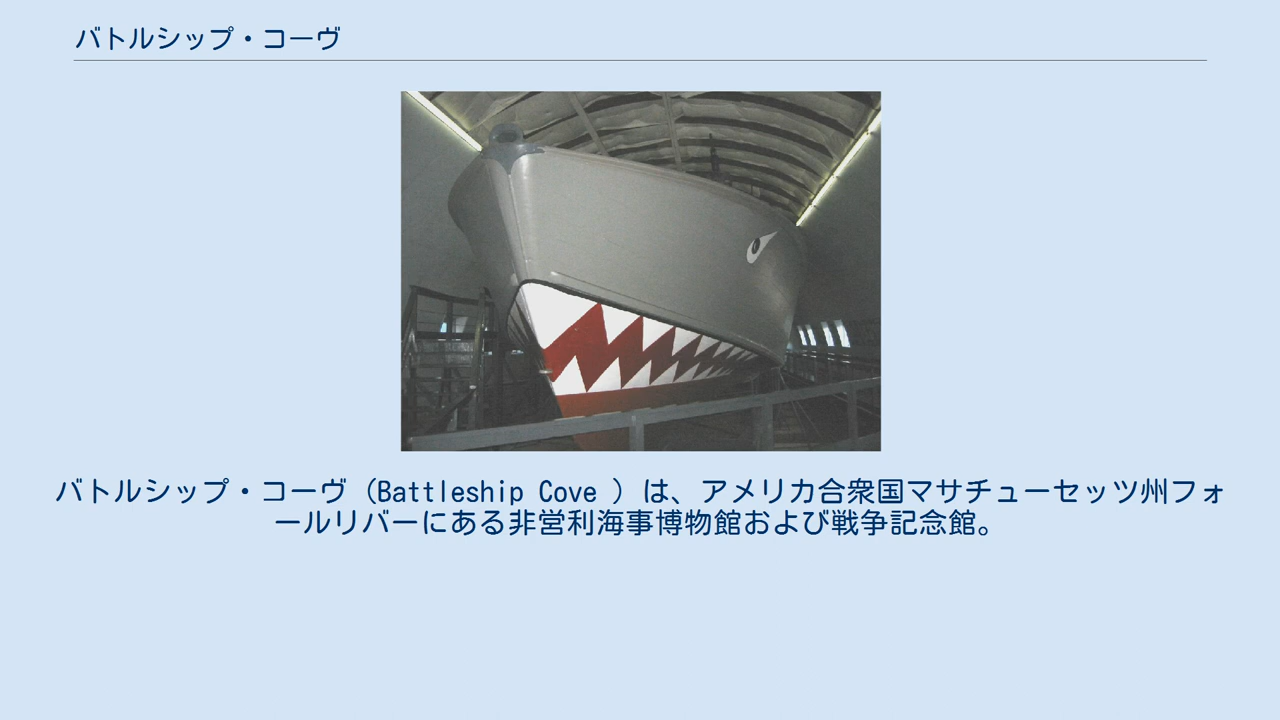 バトルシップ・コーヴ
バトルシップ・コーヴ（Battleship Cove ）は、アメリカ合衆国マサチューセッツ州フォ
ールリバーにある非営利海事博物館および戦争記念館。